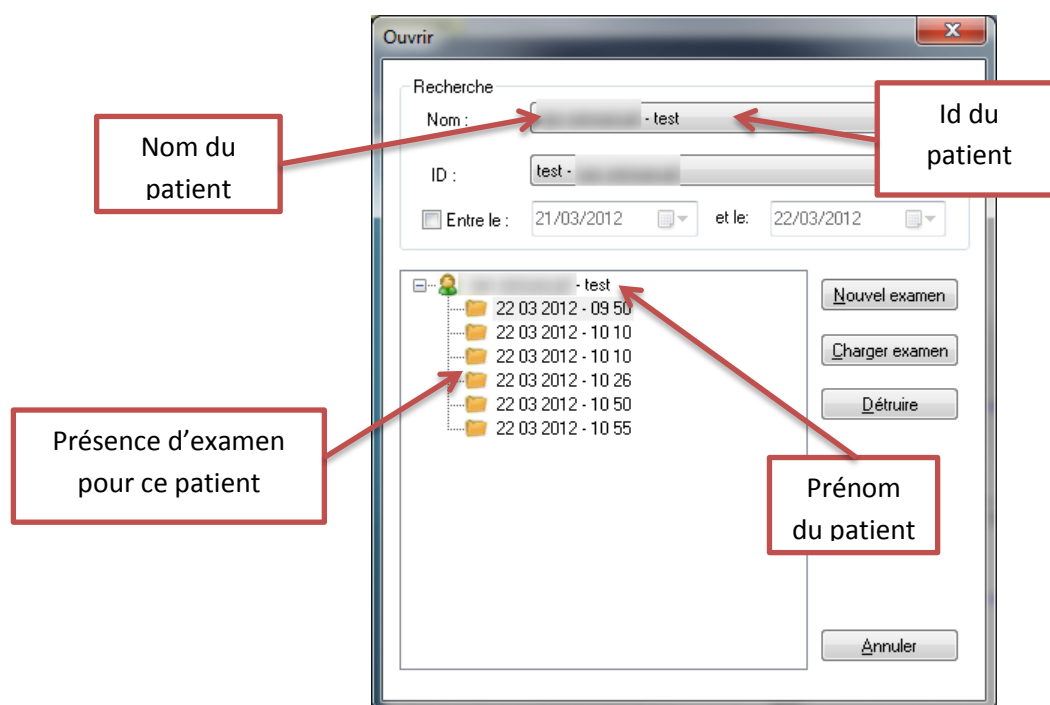 Ouvrir
Recherche
Nom :
- test
Id du
patient
Nom du
patient
ID :
test -
Entre le :
21/03/2012
et le:
22/03/2012
- test
22 03 2012 - 09 50
22 03 2012 - 10 10
22 03 2012 - 10 10
22 03 2012 - 10 26
22 03 2012 - 10 50
22 03 2012 - 10 55
Nouvel examen
Charger examen
Détruire
Présence d’examen
pour ce patient
Prénom
du patient
Annuler